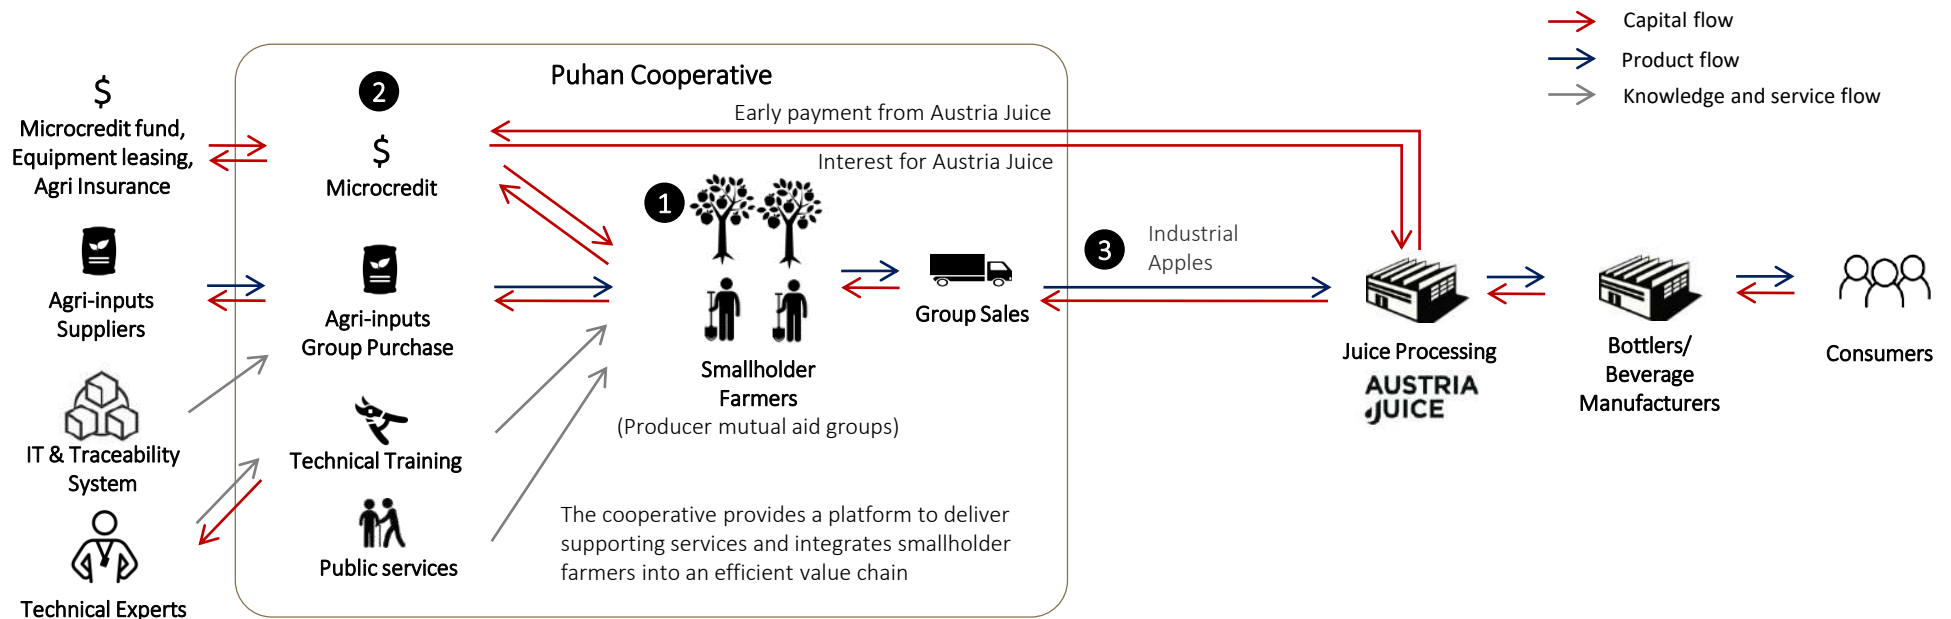 Capital flow
Product flow
Knowledge and service flow
Puhan Cooperative
$
Microcredit fund,
Equipment leasing,
Agri Insurance
2
$
Microcredit
Early payment from Austria Juice
Interest for Austria Juice
1
3
Industrial
Apples
Agri-inputs
Suppliers
Agri-inputs
Group Purchase
Group Sales
Smallholder
Farmers
(Producer mutual aid groups)
Juice Processing
AUSTRIA
JUICE
Bottlers/
Beverage
Manufacturers
Consumers
IT & Traceability
System
Technical Training
Technical Experts
Public services
The cooperative provides a platform to deliver
supporting services and integrates smallholder
farmers into an efficient value chain